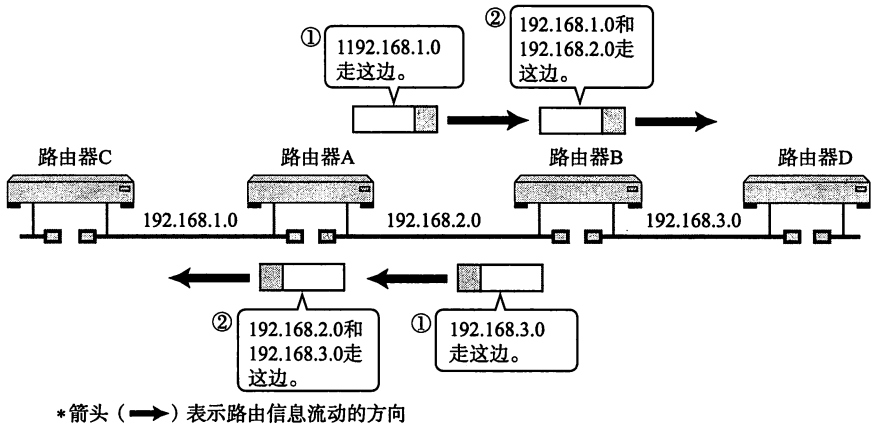 ①
1192.168.1.0
走这边。
②
192.168.1.0和
192.168.2.0走
这边。
路由器C
路由器A
路由器B
路由器D
192.168.1.0
192.168.2.0
192.168.3.0
②
192.168.2.0和
192.168.3.0走
这边。
①
192.168.3.0
走这边。
*箭头（➡）表示路由信息流动的方向